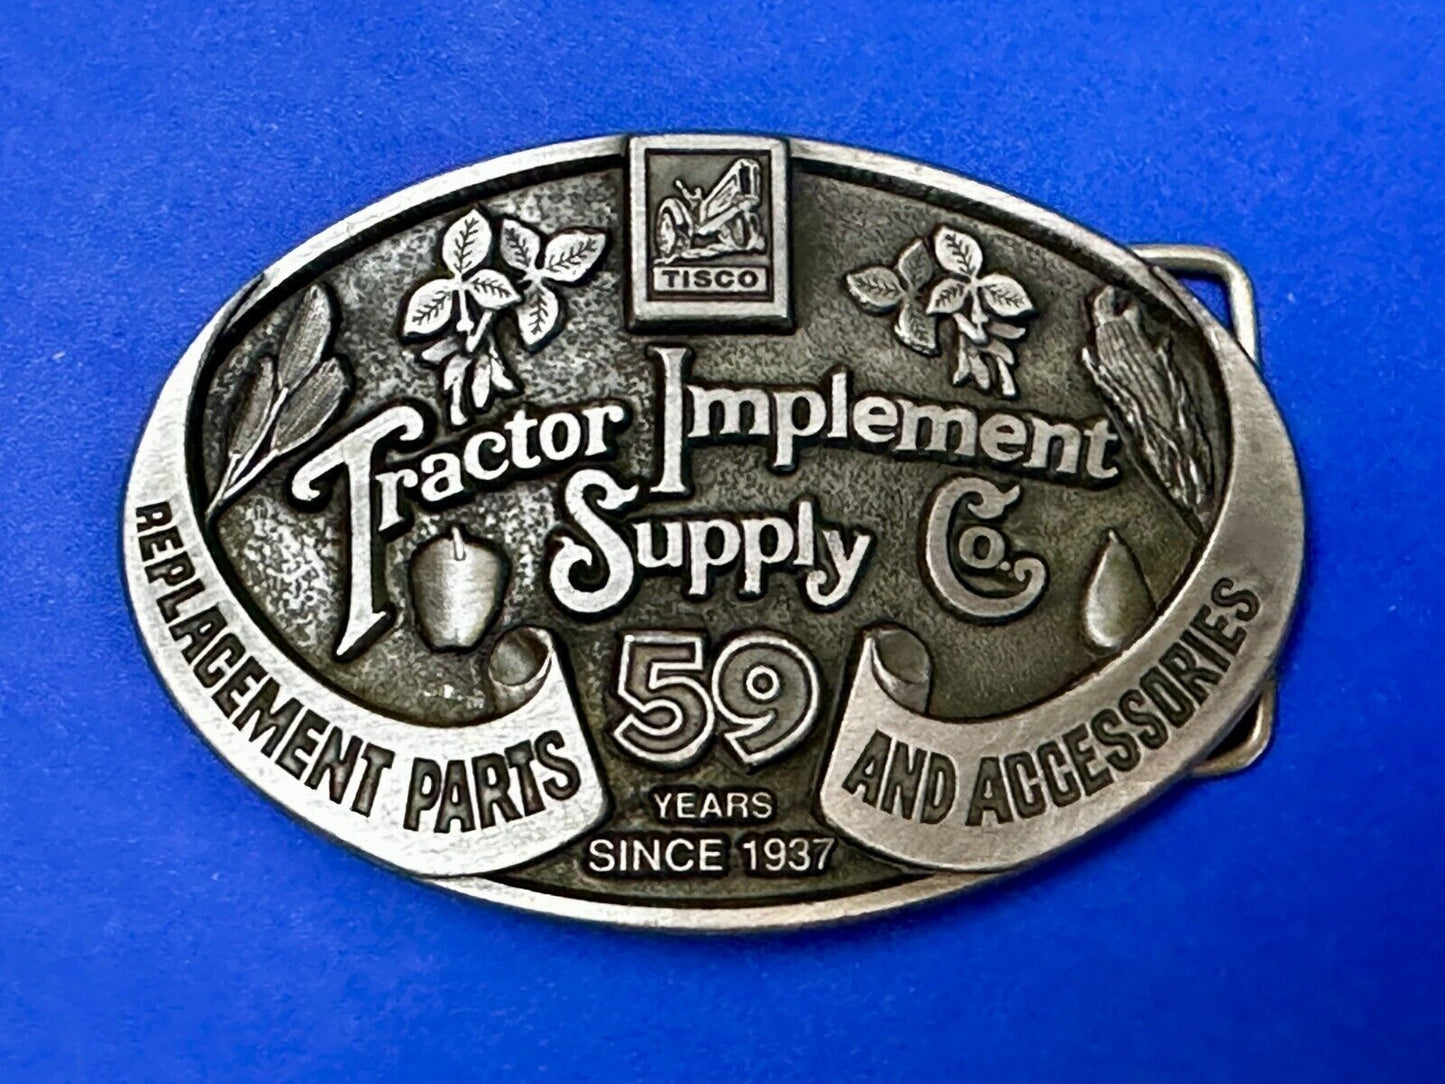 TISCO
Tractor Implement
Supply Co.
59
YEARS
SINCE 1937
REPLACEMENT PARTS
AND ACCESSORIES